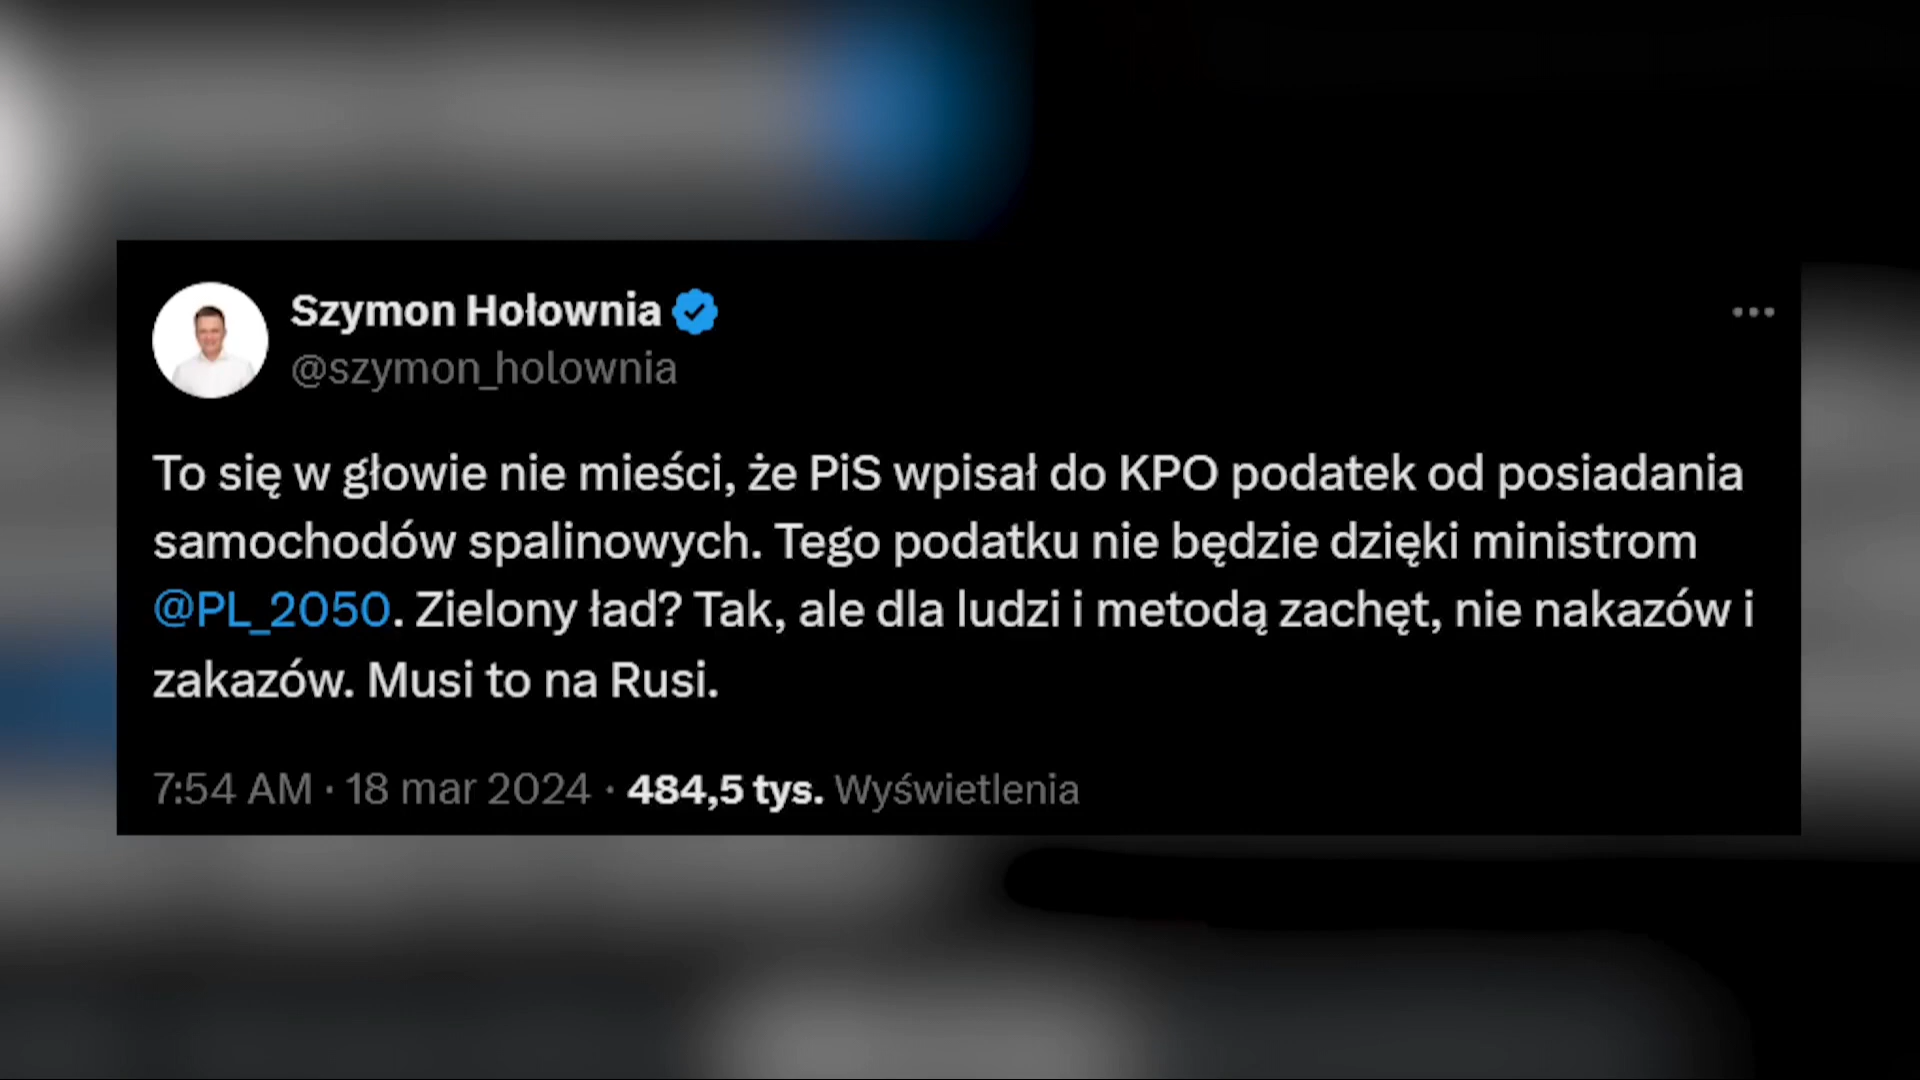 Szymon Hołownia
@szymon_holownia
To się w głowie nie mieści, że PiS wpisał do KPO podatek od posiadania
samochodów spalinowych. Tego podatku nie będzie dzięki ministrom
@PL_2050. Zielony ład? Tak, ale dla ludzi i metodą zachęt, nie nakazów i
zakazów. Musi to na Rusi.
7:54 AM · 18 mar 2024 · 484,5 tys. Wyświetlenia